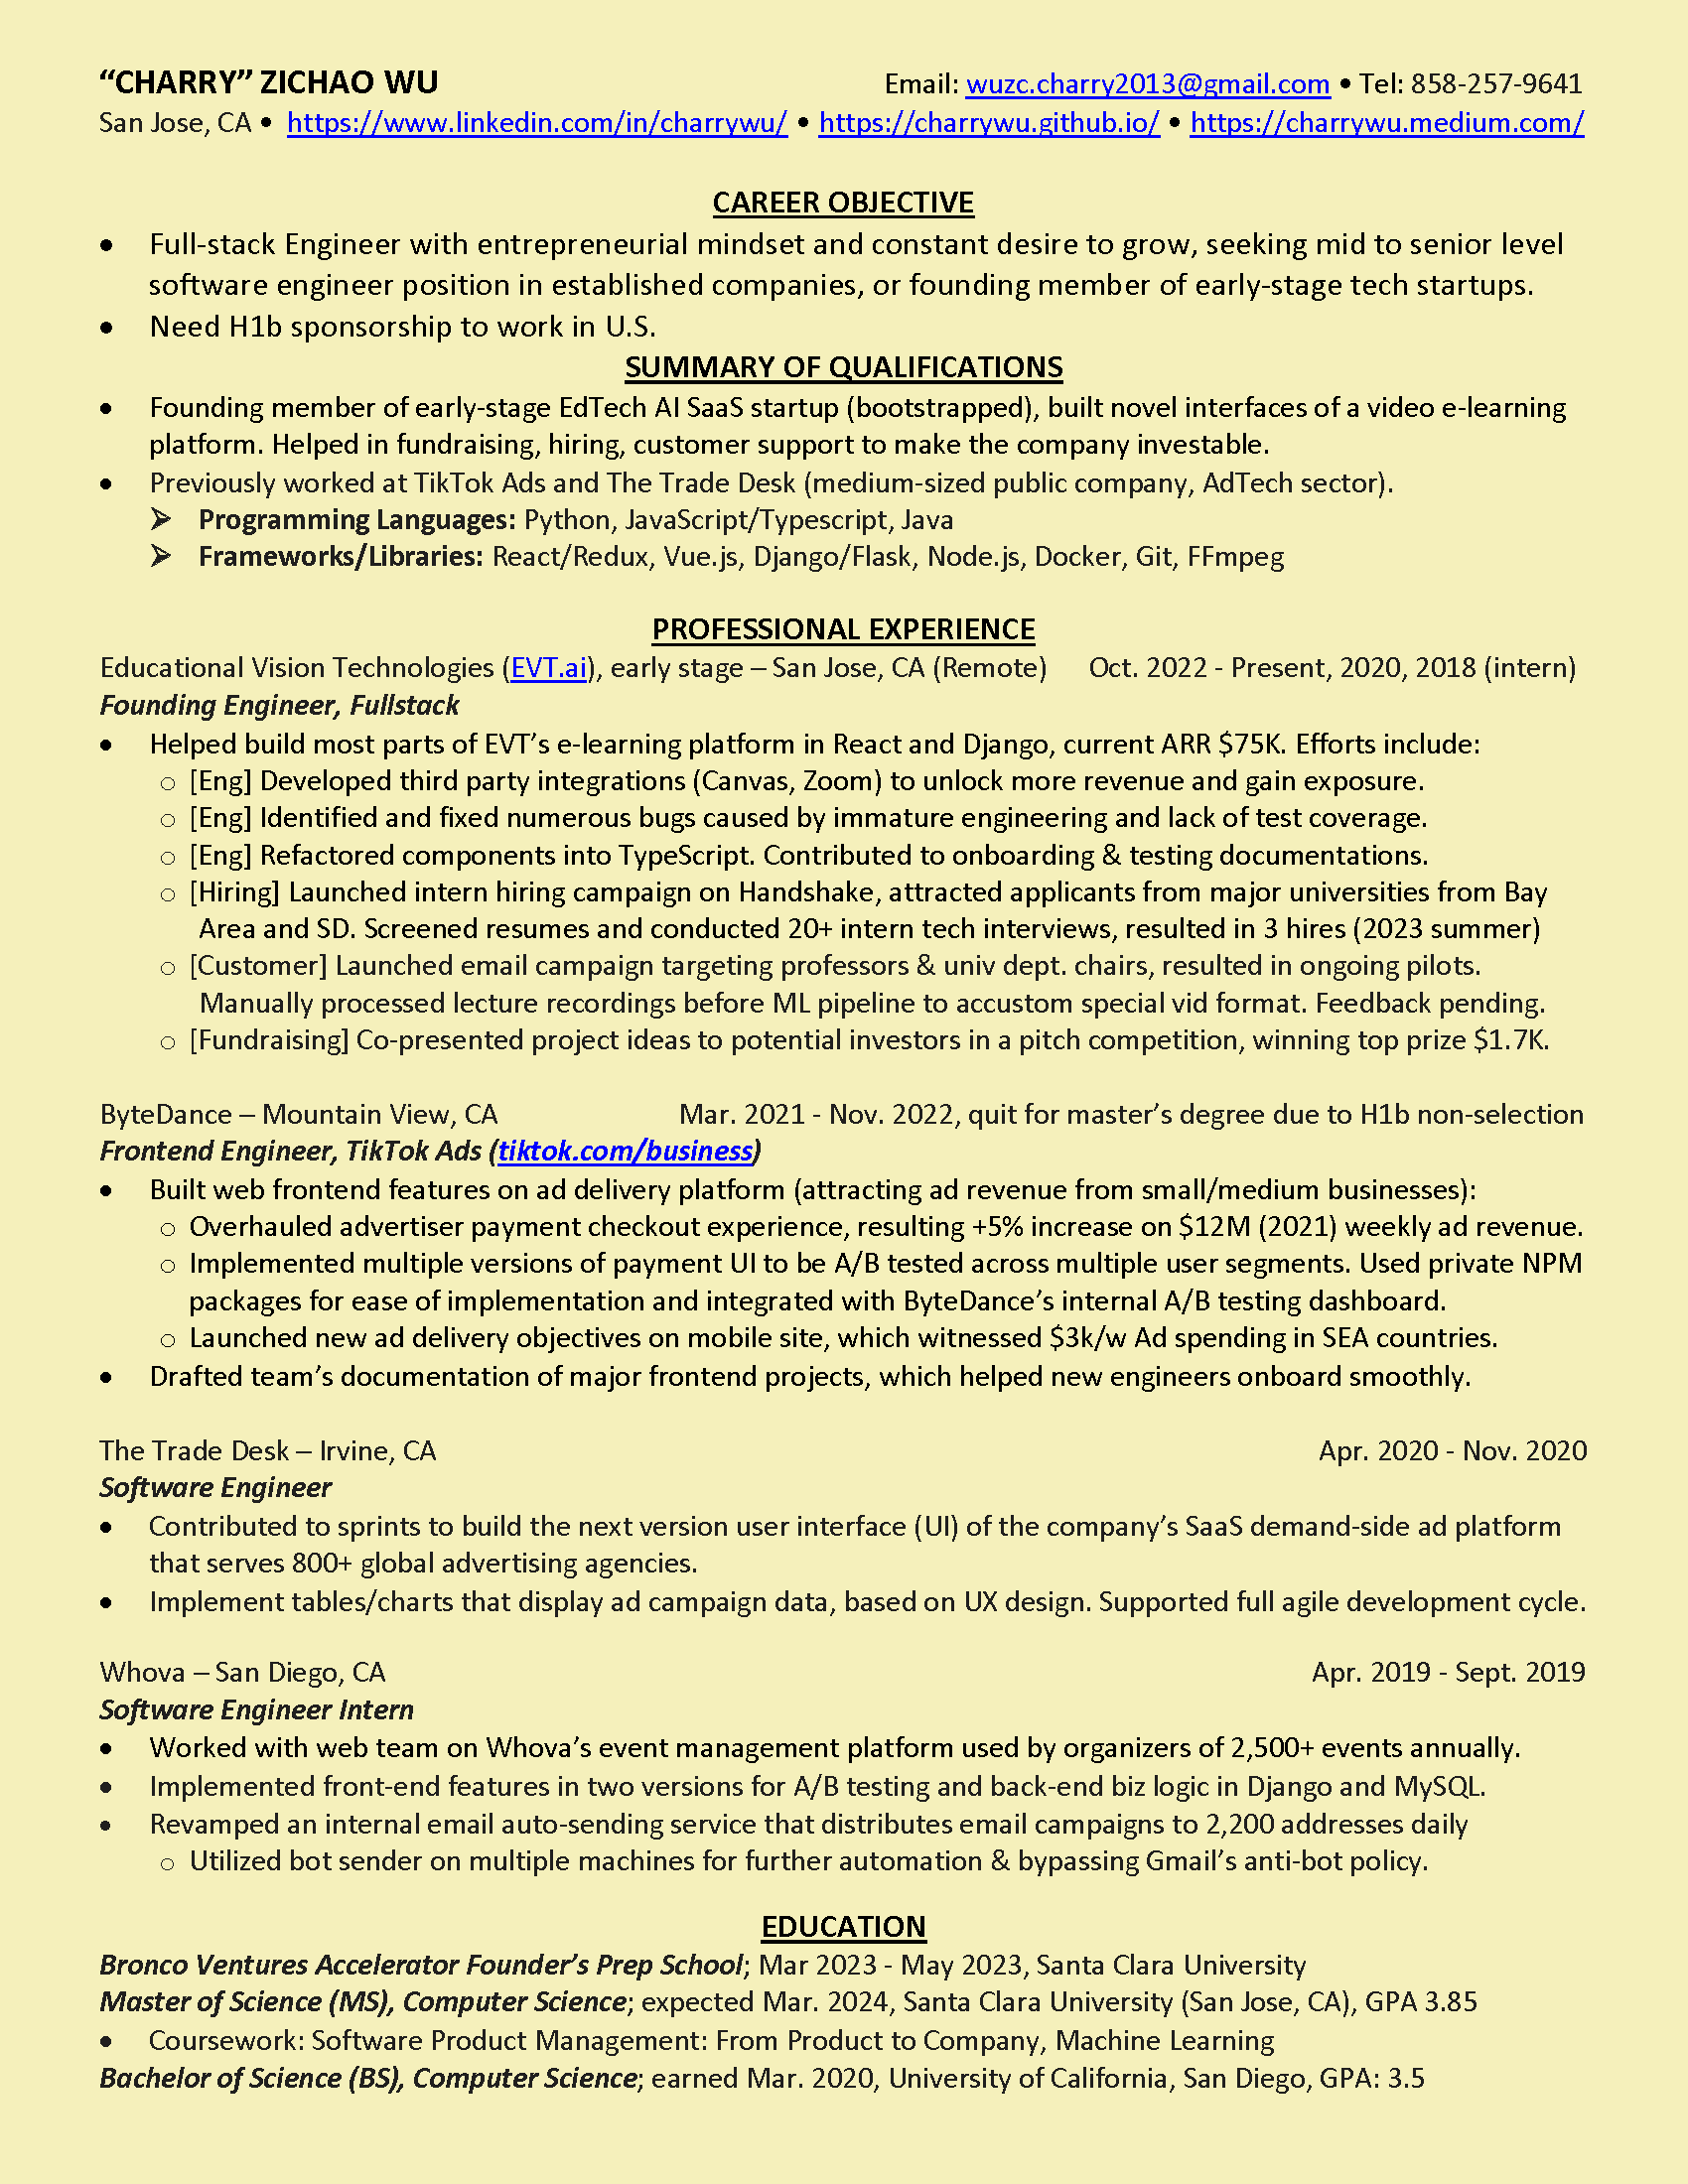 “CHARRY” ZICHAO WU Email: wuzc.charry2013@gmail.com • Tel: 858-257-9641
San Jose, CA • https://www.linkedin.com/in/charrywu/ • https://charrywu.github.io/ • https://charrywu.medium.com/
CAREER OBJECTIVE
• Full-stack Engineer with entrepreneurial mindset and constant desire to grow, seeking mid to senior level
software engineer position in established companies, or founding member of early-stage tech startups.
• Need H1b sponsorship to work in U.S.
SUMMARY OF QUALIFICATIONS
• Founding member of early-stage EdTech AI SaaS startup (bootstrapped), built novel interfaces of a video e-learning
platform. Helped in fundraising, hiring, customer support to make the company investable.
• Previously worked at TikTok Ads and The Trade Desk (medium-sized public company, AdTech sector).
➢ Programming Languages: Python, JavaScript/Typescript, Java
➢ Frameworks/Libraries: React/Redux, Vue.js, Django/Flask, Node.js, Docker, Git, FFmpeg
PROFESSIONAL EXPERIENCE
Educational Vision Technologies (EVT.ai), early stage – San Jose, CA (Remote) Oct. 2022 - Present, 2020, 2018 (intern)
Founding Engineer, Fullstack
• Helped build most parts of EVT’s e-learning platform in React and Django, current ARR $75K. Efforts include:
o [Eng] Developed third party integrations (Canvas, Zoom) to unlock more revenue and gain exposure.
o [Eng] Identified and fixed numerous bugs caused by immature engineering and lack of test coverage.
o [Eng] Refactored components into TypeScript. Contributed to onboarding & testing documentations.
o [Hiring] Launched intern hiring campaign on Handshake, attracted applicants from major universities from Bay
Area and SD. Screened resumes and conducted 20+ intern tech interviews, resulted in 3 hires (2023 summer)
o [Customer] Launched email campaign targeting professors & univ dept. chairs, resulted in ongoing pilots.
Manually processed lecture recordings before ML pipeline to accustom special vid format. Feedback pending.
o [Fundraising] Co-presented project ideas to potential investors in a pitch competition, winning top prize $1.7K.
ByteDance – Mountain View, CA Mar. 2021 - Nov. 2022, quit for master’s degree due to H1b non-selection
Frontend Engineer, TikTok Ads (tiktok.com/business)
• Built web frontend features on ad delivery platform (attracting ad revenue from small/medium businesses):
o Overhauled advertiser payment checkout experience, resulting +5% increase on $12M (2021) weekly ad revenue.
o Implemented multiple versions of payment UI to be A/B tested across multiple user segments. Used private NPM
packages for ease of implementation and integrated with ByteDance’s internal A/B testing dashboard.
o Launched new ad delivery objectives on mobile site, which witnessed $3k/w Ad spending in SEA countries.
• Drafted team’s documentation of major frontend projects, which helped new engineers onboard smoothly.
The Trade Desk – Irvine, CA Apr. 2020 - Nov. 2020
Software Engineer
• Contributed to sprints to build the next version user interface (UI) of the company’s SaaS demand-side ad platform
that serves 800+ global advertising agencies.
• Implement tables/charts that display ad campaign data, based on UX design. Supported full agile development cycle.
Whova – San Diego, CA Apr. 2019 - Sept. 2019
Software Engineer Intern
• Worked with web team on Whova’s event management platform used by organizers of 2,500+ events annually.
• Implemented front-end features in two versions for A/B testing and back-end biz logic in Django and MySQL.
• Revamped an internal email auto-sending service that distributes email campaigns to 2,200 addresses daily
o Utilized bot sender on multiple machines for further automation & bypassing Gmail’s anti-bot policy.
EDUCATION
Bronco Ventures Accelerator Founder’s Prep School; Mar 2023 - May 2023, Santa Clara University
Master of Science (MS), Computer Science; expected Mar. 2024, Santa Clara University (San Jose, CA), GPA 3.85
• Coursework: Software Product Management: From Product to Company, Machine Learning
Bachelor of Science (BS), Computer Science; earned Mar. 2020, University of California, San Diego, GPA: 3.5